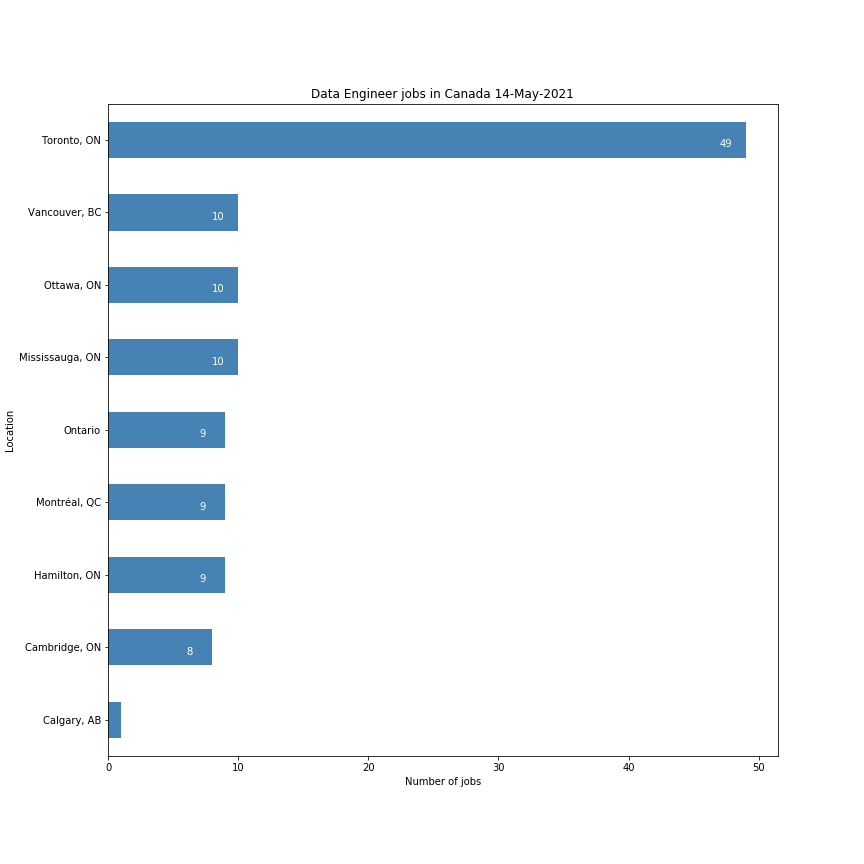 Data Engineer jobs in Canada 14-May-2021
Location
Toronto, ON
49
Vancouver, BC
10
Ottawa, ON
10
Mississauga, ON
10
Ontario
9
Montréal, QC
9
Hamilton, ON
9
Cambridge, ON
8
Calgary, AB
0 10 20 30 40 50
Number of jobs